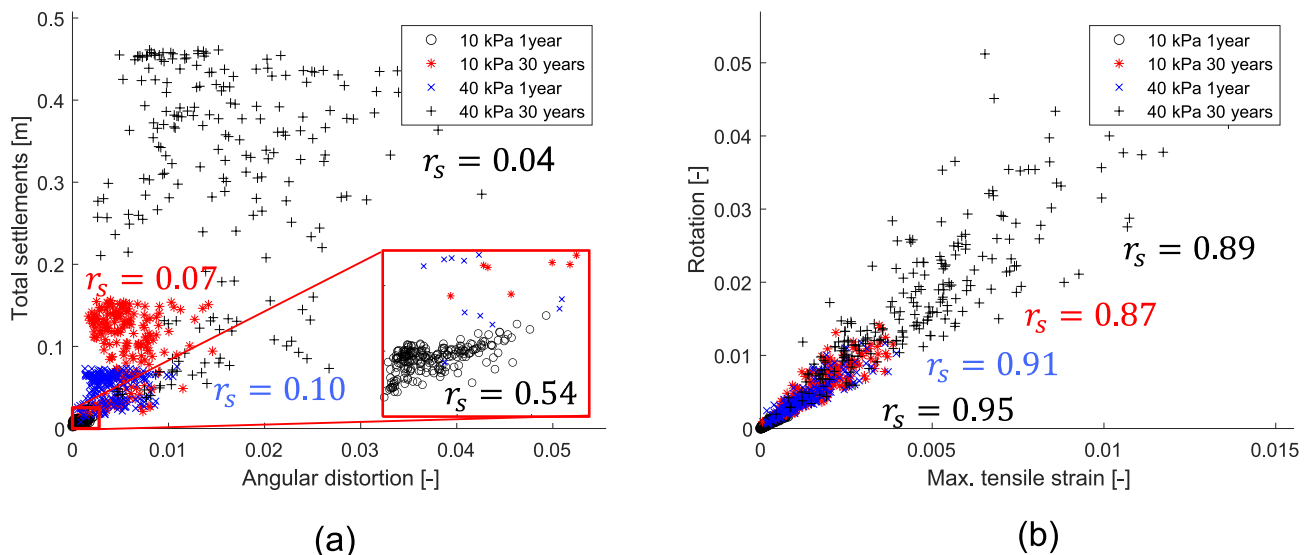 0.5
0.4
0.3
0.2
0.1
0
Total settlements [m]
0
0.01
0.02
0.03
0.04
0.05
Angular distortion [-]
10 kPa 1year
10 kPa 30 years
40 kPa 1year
40 kPa 30 years
r_s = 0.04
r_s = 0.07
r_s = 0.10
r_s = 0.54
(a)
0.05
0.04
0.03
0.02
0.01
0
Rotation [-]
0
0.005
0.01
0.015
Max. tensile strain [-]
10 kPa 1year
10 kPa 30 years
40 kPa 1year
40 kPa 30 years
r_s = 0.89
r_s = 0.87
r_s = 0.91
r_s = 0.95
(b)